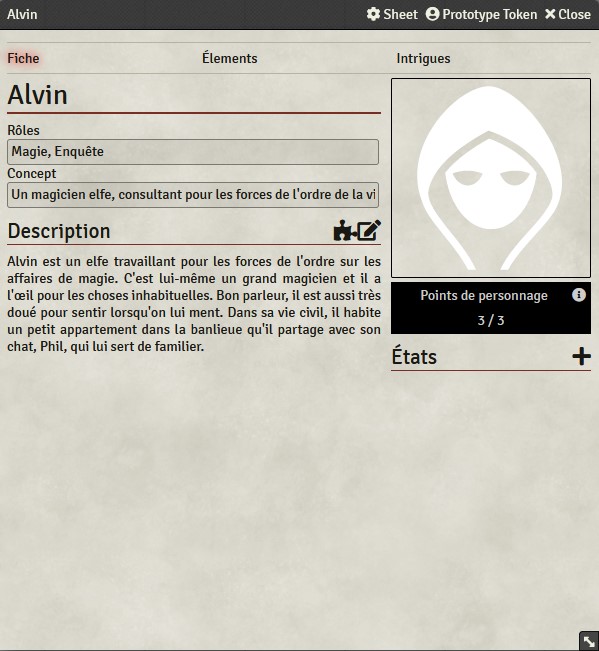 Alvin Sheet Prototype Token Close
Fiche Élements Intrigues
Alvin
Rôles
Magie, Enquête
Concept
Un magicien elfe, consultant pour les forces de l'ordre de la vi
Description
Alvin est un elfe travaillant pour les forces de l'ordre sur les
affaires de magie. C'est lui-même un grand magicien et il a
l'œil pour les choses inhabituelles. Bon parleur, il est aussi très
doué pour sentir lorsqu'on lui ment. Dans sa vie civil, il habite
un petit appartement dans la banlieue qu'il partage avec son
chat, Phil, qui lui sert de familier.
Points de personnage
3 / 3
États